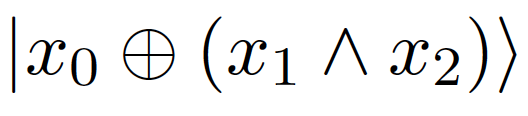 |x₀ ⊕ (x₁ ∧ x₂)⟩